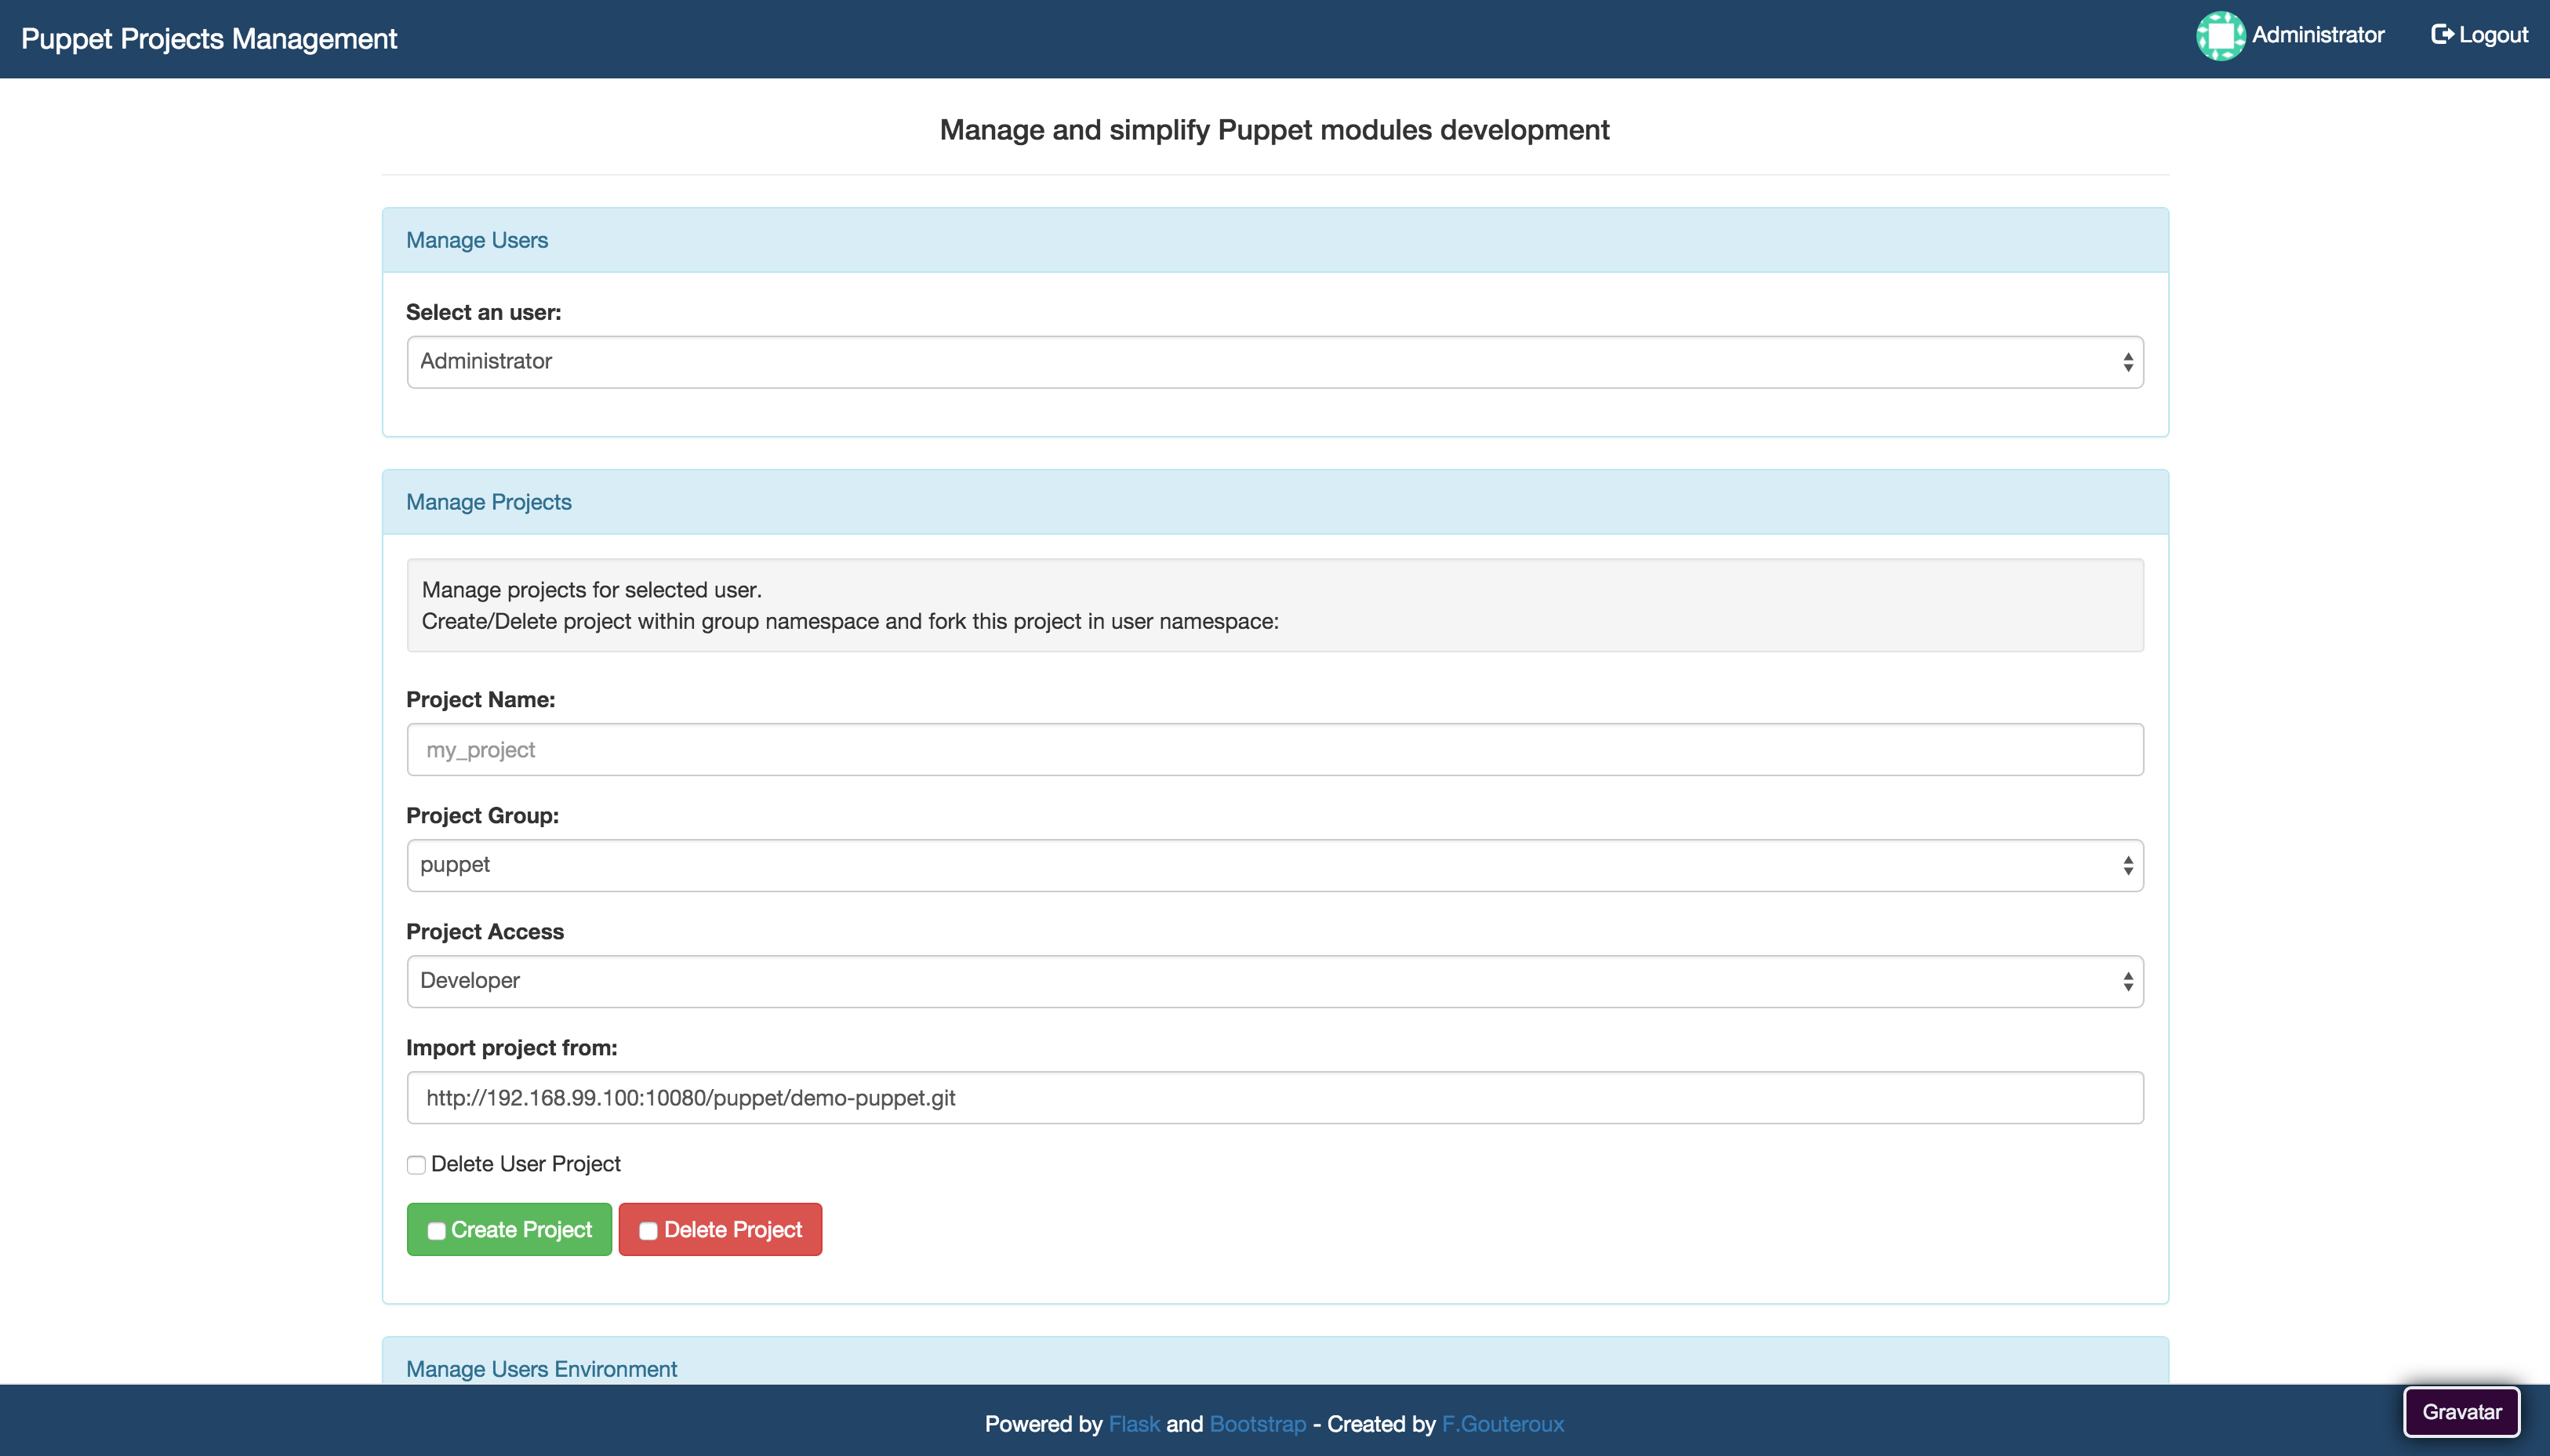 Puppet Projects Management
Administrator
Logout
Manage and simplify Puppet modules development
Manage Users
Select an user:
Administrator
Manage Projects
Manage projects for selected user.
Create/Delete project within group namespace and fork this project in user namespace:
Project Name:
my_project
Project Group:
puppet
Project Access
Developer
Import project from:
http://192.168.99.100:10080/puppet/demo-puppet.git
Delete User Project
Create Project
Delete Project
Manage Users Environment
Powered by Flask and Bootstrap - Created by F.Gouteroux
Gravatar